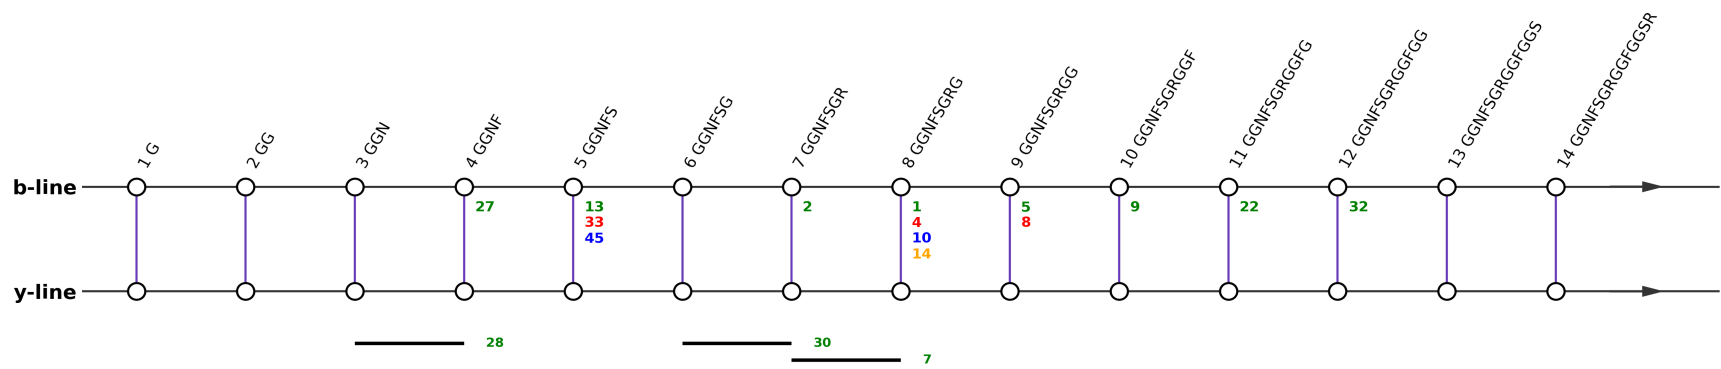 1 G
2 GG
3 GGN
4 GGNF
5 GGNFS
6 GGNFSG
7 GGNFSGR
8 GGNFSGRG
9 GGNFSGRGG
10 GGNFSGRGGF
11 GGNFSGRGGFG
12 GGNFSGRGGFGG
13 GGNFSGRGGFGGS
14 GGNFSGRGGFGGSR
b-line
27
13
33
45
2
1
4
10
14
5
8
9
22
32
y-line
28
30
7